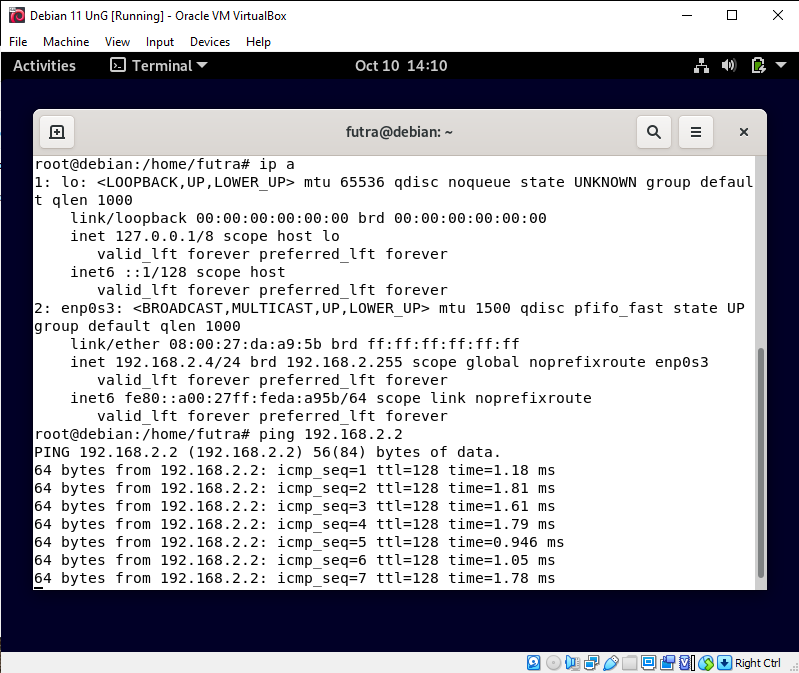 Debian 11 UnG [Running] - Oracle VM VirtualBox
File Machine View Input Devices Help
Activities Terminal Oct 10 14:10
futra@debian: ~
root@debian:/home/futra# ip a
1: lo: <LOOPBACK,UP,LOWER_UP> mtu 65536 qdisc noqueue state UNKNOWN group defaul
t qlen 1000
    link/loopback 00:00:00:00:00:00 brd 00:00:00:00:00:00
    inet 127.0.0.1/8 scope host lo
       valid_lft forever preferred_lft forever
    inet6 ::1/128 scope host
       valid_lft forever preferred_lft forever
2: enp0s3: <BROADCAST,MULTICAST,UP,LOWER_UP> mtu 1500 qdisc pfifo_fast state UP
group default qlen 1000
    link/ether 08:00:27:da:a9:5b brd ff:ff:ff:ff:ff:ff
    inet 192.168.2.4/24 brd 192.168.2.255 scope global noprefixroute enp0s3
       valid_lft forever preferred_lft forever
    inet6 fe80::a00:27ff:feda:a95b/64 scope link noprefixroute
       valid_lft forever preferred_lft forever
root@debian:/home/futra# ping 192.168.2.2
PING 192.168.2.2 (192.168.2.2) 56(84) bytes of data.
64 bytes from 192.168.2.2: icmp_seq=1 ttl=128 time=1.18 ms
64 bytes from 192.168.2.2: icmp_seq=2 ttl=128 time=1.81 ms
64 bytes from 192.168.2.2: icmp_seq=3 ttl=128 time=1.61 ms
64 bytes from 192.168.2.2: icmp_seq=4 ttl=128 time=1.79 ms
64 bytes from 192.168.2.2: icmp_seq=5 ttl=128 time=0.946 ms
64 bytes from 192.168.2.2: icmp_seq=6 ttl=128 time=1.05 ms
64 bytes from 192.168.2.2: icmp_seq=7 ttl=128 time=1.78 ms
Right Ctrl